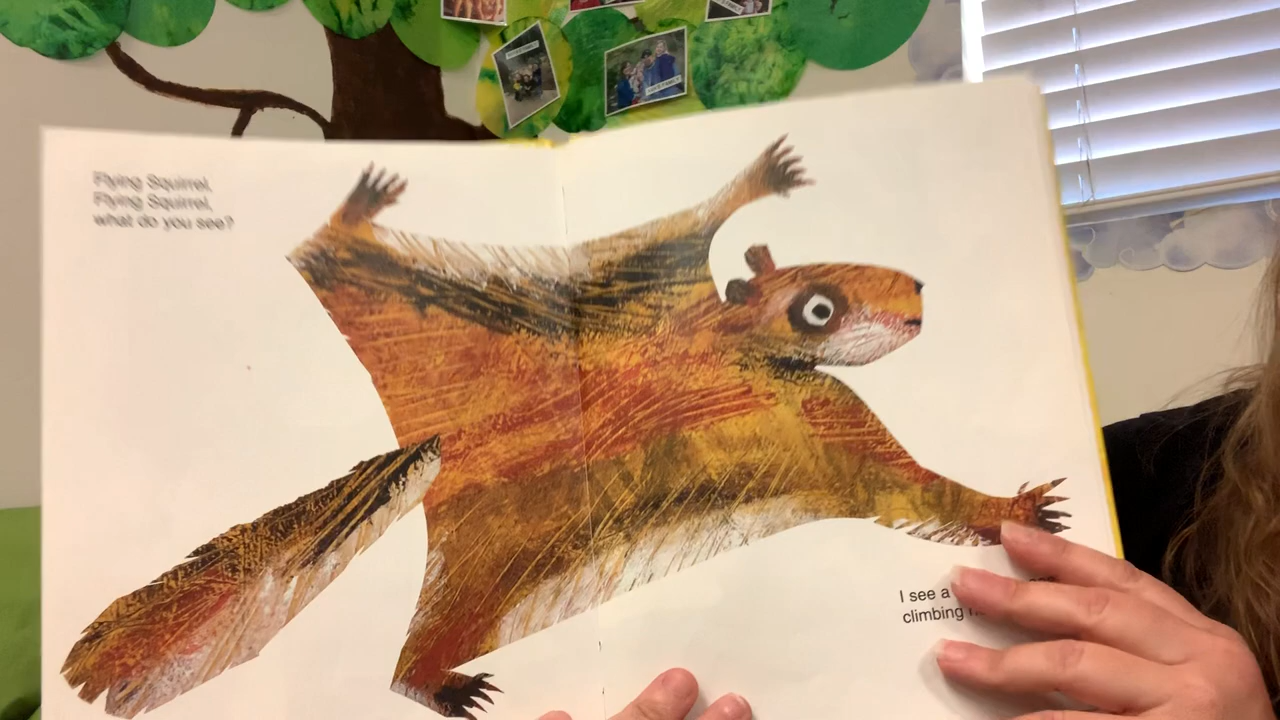 Flying Squirrel,
Flying Squirrel,
what do you see?
I see a
climbing